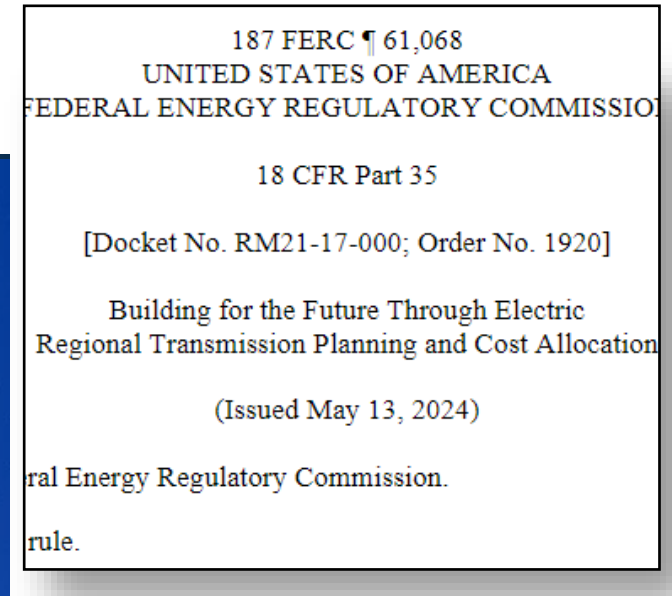 187 FERC ¶ 61,068
UNITED STATES OF AMERICA
FEDERAL ENERGY REGULATORY COMMISSIO
18 CFR Part 35
[Docket No. RM21-17-000; Order No. 1920]
Building for the Future Through Electric
Regional Transmission Planning and Cost Allocation
(Issued May 13, 2024)
ral Energy Regulatory Commission.
rule.